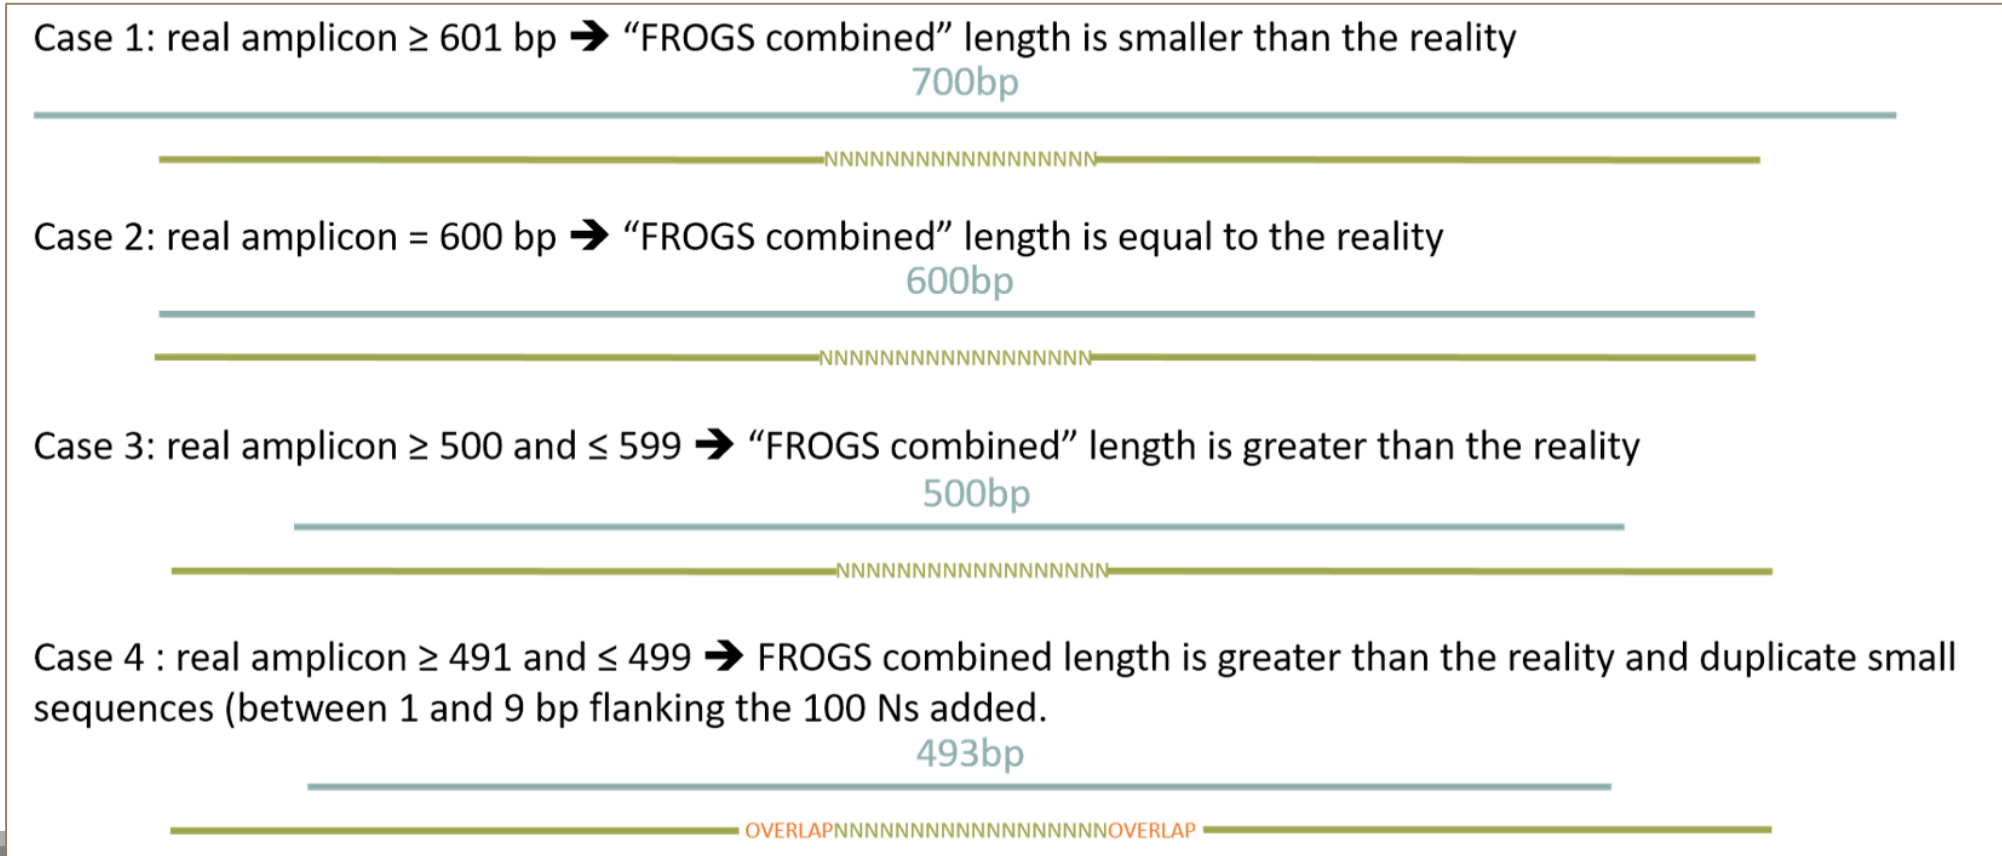 Case 1: real amplicon ≥ 601 bp ➔ “FROGS combined” length is smaller than the reality
700bp
NNNNNNNNNNNNNNNNNN
Case 2: real amplicon = 600 bp ➔ “FROGS combined” length is equal to the reality
600bp
NNNNNNNNNNNNNNNNNN
Case 3: real amplicon ≥ 500 and ≤ 599 ➔ “FROGS combined” length is greater than the reality
500bp
NNNNNNNNNNNNNNNNNN
Case 4 : real amplicon ≥ 491 and ≤ 499 ➔ FROGS combined length is greater than the reality and duplicate small
sequences (between 1 and 9 bp flanking the 100 Ns added.
493bp
OVERLAPNNNNNNNNNNNNNNNNNNOVERLAP